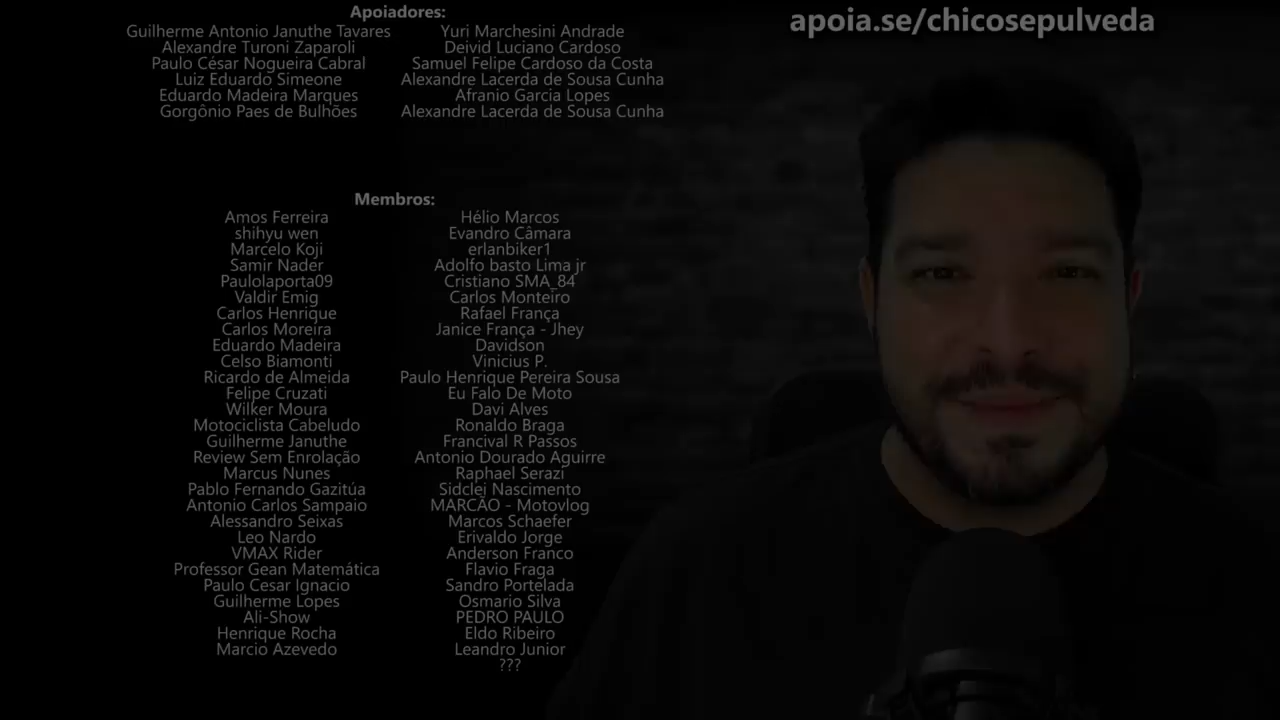 Apoiadores:
Guilherme Antonio Januthe Tavares
Alexandre Turoni Zaparoli
Paulo César Nogueira Cabral
Luiz Eduardo Simeone
Eduardo Madeira Marques
Gorgônio Paes de Bulhões
Yuri Marchesini Andrade
Deivid Luciano Cardoso
Samuel Felipe Cardoso da Costa
Alexandre Lacerda de Sousa Cunha
Afranio Garcia Lopes
Alexandre Lacerda de Sousa Cunha
apoia.se/chicosepulveda
Membros:
Amos Ferreira
shihyu wen
Marcelo Koji
Samir Nader
Paulolaporta09
Valdir Emig
Carlos Henrique
Carlos Moreira
Eduardo Madeira
Celso Biamonti
Ricardo de Almeida
Felipe Cruzati
Wilker Moura
Motociclista Cabeludo
Guilherme Januthe
Review Sem Enrolação
Marcus Nunes
Pablo Fernando Gazitúa
Antonio Carlos Sampaio
Alessandro Seixas
Leo Nardo
VMAX Rider
Professor Gean Matemática
Paulo Cesar Ignacio
Guilherme Lopes
Ali-Show
Henrique Rocha
Marcio Azevedo
Hélio Marcos
Evandro Câmara
erlanbiker1
Adolfo basto Lima jr
Cristiano SMA_84
Carlos Monteiro
Rafael França
Janice França - Jhey
Davidson
Vinicius P.
Paulo Henrique Pereira Sousa
Eu Falo De Moto
Davi Alves
Ronaldo Braga
Francival R Passos
Antonio Dourado Aguirre
Raphael Serazi
Sidclei Nascimento
MARCÃO - Motovlog
Marcos Schaefer
Erivaldo Jorge
Anderson Franco
Flavio Fraga
Sandro Portelada
Osmario Silva
PEDRO PAULO
Eldo Ribeiro
Leandro Junior
???